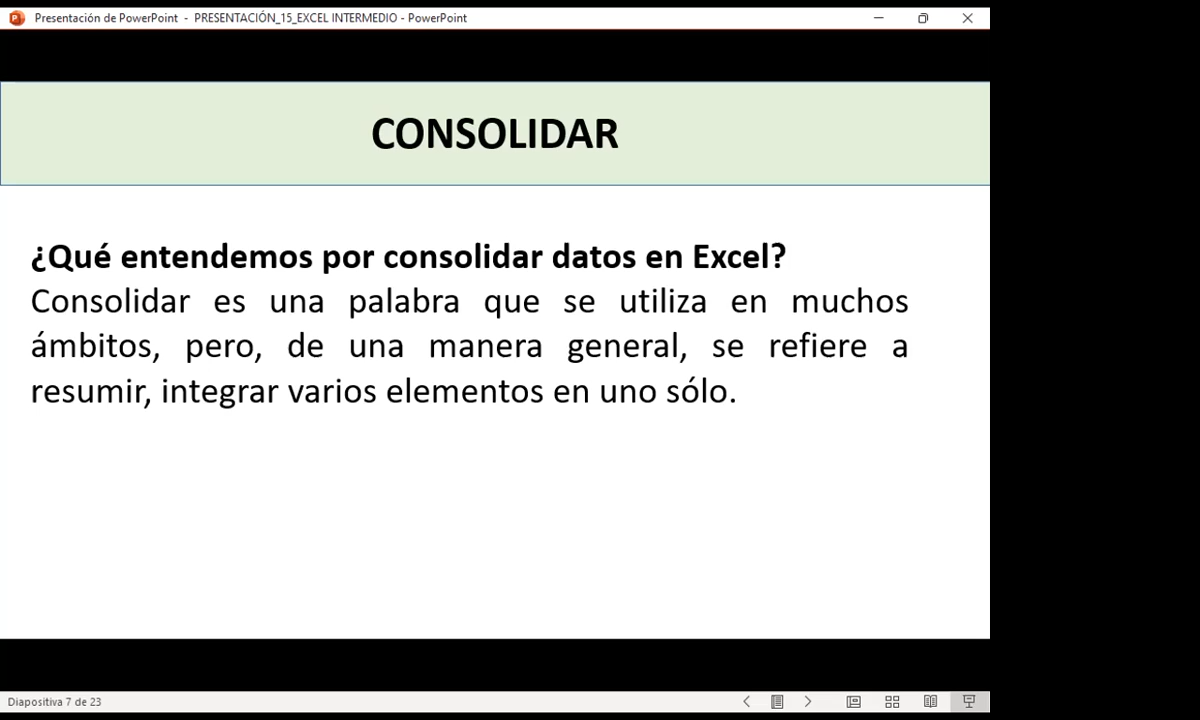 Presentación de PowerPoint - PRESENTACIÓN_15_EXCEL INTERMEDIO - PowerPoint
CONSOLIDAR
¿Qué entendemos por consolidar datos en Excel?
Consolidar es una palabra que se utiliza en muchos
ámbitos, pero, de una manera general, se refiere a
resumir, integrar varios elementos en uno sólo.
Diapositiva 7 de 23